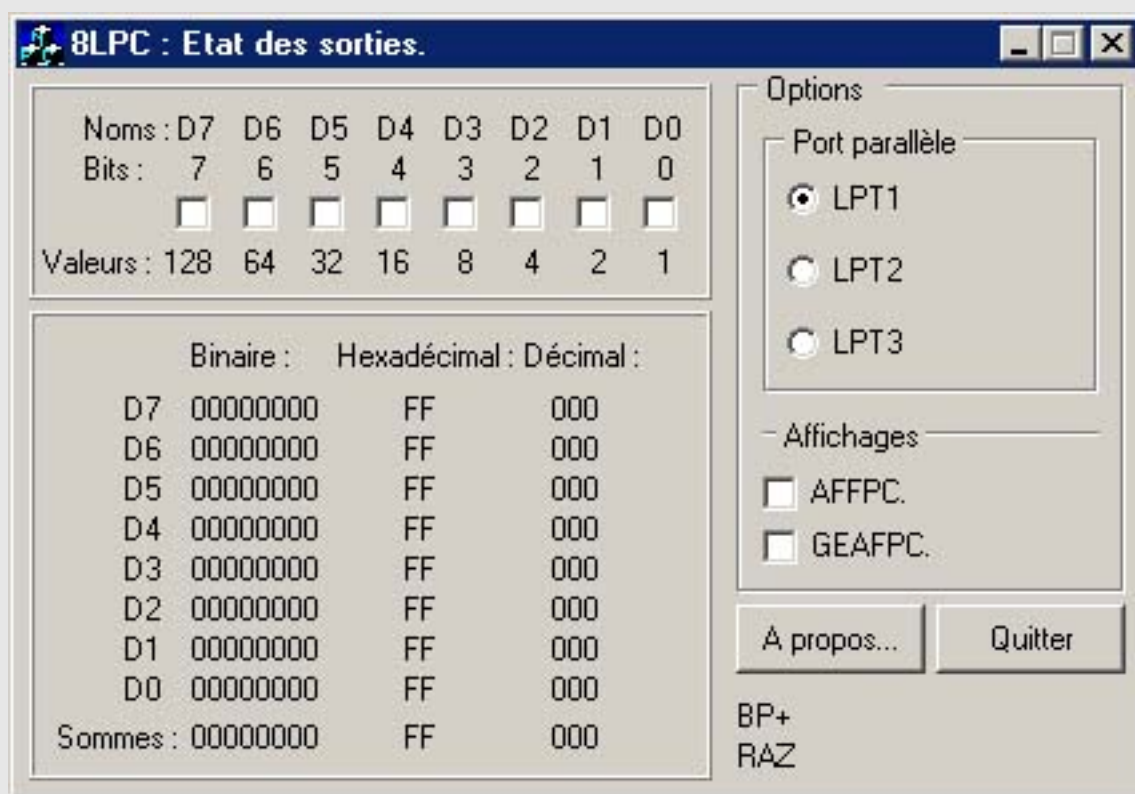 8LPC : Etat des sorties.
Noms : D7 D6 D5 D4 D3 D2 D1 D0
Bits : 7 6 5 4 3 2 1 0
Valeurs : 128 64 32 16 8 4 2 1
Binaire : Hexadécimal : Décimal :
D7 00000000 FF 000
D6 00000000 FF 000
D5 00000000 FF 000
D4 00000000 FF 000
D3 00000000 FF 000
D2 00000000 FF 000
D1 00000000 FF 000
D0 00000000 FF 000
Sommes : 00000000 FF 000
Options
Port parallèle
LPT1
LPT2
LPT3
Affichages
AFFPC.
GEAFPC.
A propos... Quitter
BP+
RAZ